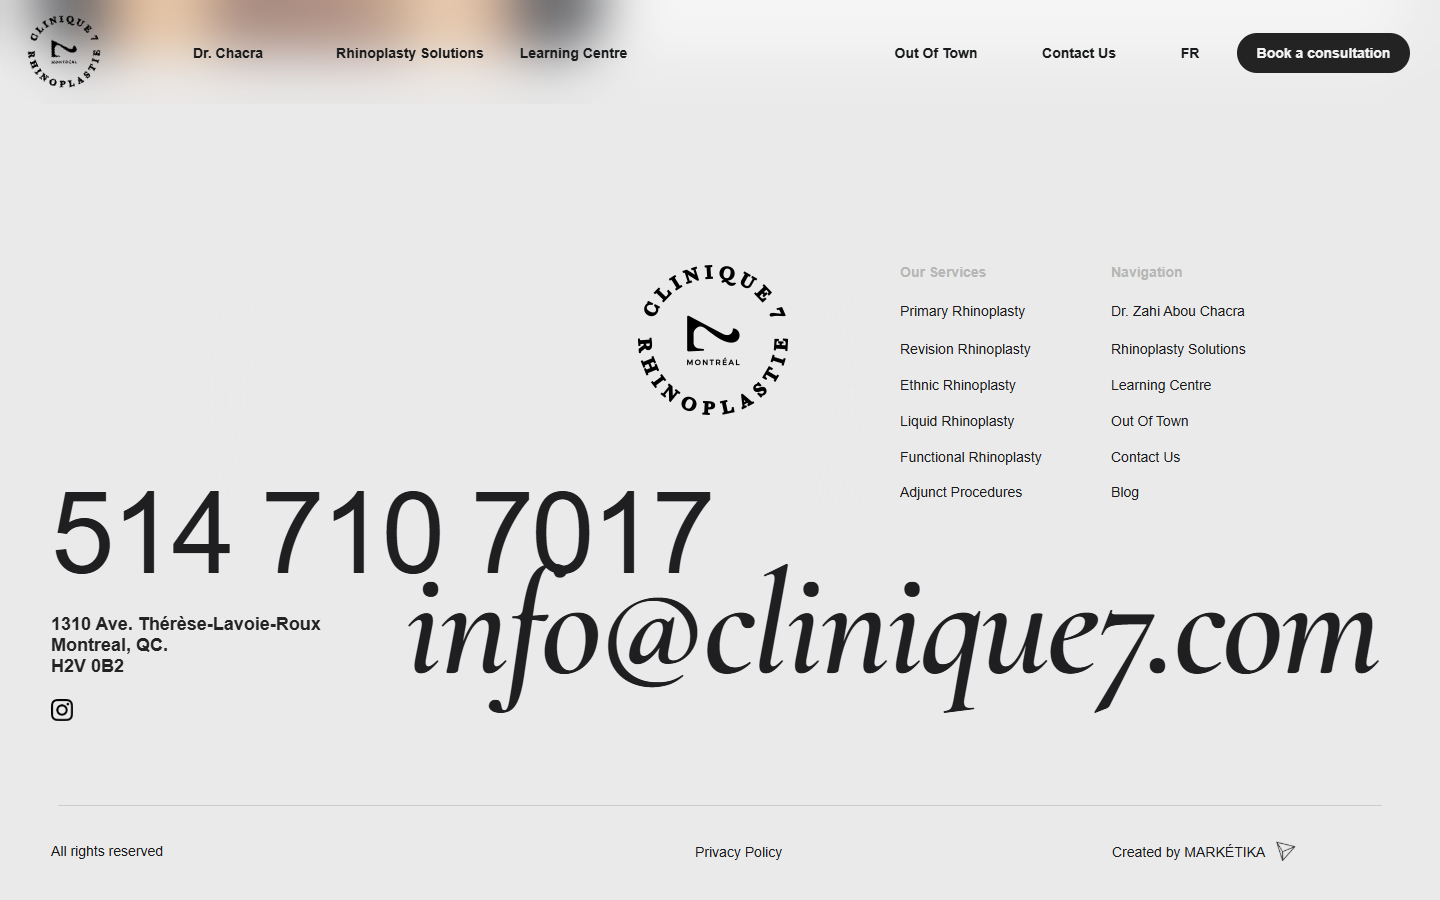 CLINIQUE 7
MONTRÉAL
RHINOPLASTIE
Dr. Chacra
Rhinoplasty Solutions
Learning Centre
Out Of Town
Contact Us
FR
Book a consultation
CLINIQUE 7
MONTRÉAL
RHINOPLASTIE
Our Services
Primary Rhinoplasty
Revision Rhinoplasty
Ethnic Rhinoplasty
Liquid Rhinoplasty
Functional Rhinoplasty
Adjunct Procedures
Navigation
Dr. Zahi Abou Chacra
Rhinoplasty Solutions
Learning Centre
Out Of Town
Contact Us
Blog
514 710 7017
info@clinique7.com
1310 Ave. Thérèse-Lavoie-Roux
Montreal, QC.
H2V 0B2
All rights reserved
Privacy Policy
Created by MARKÉTIKA